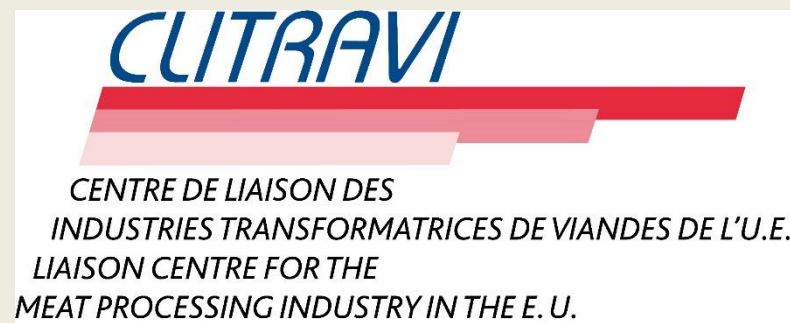 CLITRAVI
CENTRE DE LIAISON DES
INDUSTRIES TRANSFORMATRICES DE VIANDES DE L'U.E.
LIAISON CENTRE FOR THE
MEAT PROCESSING INDUSTRY IN THE E. U.